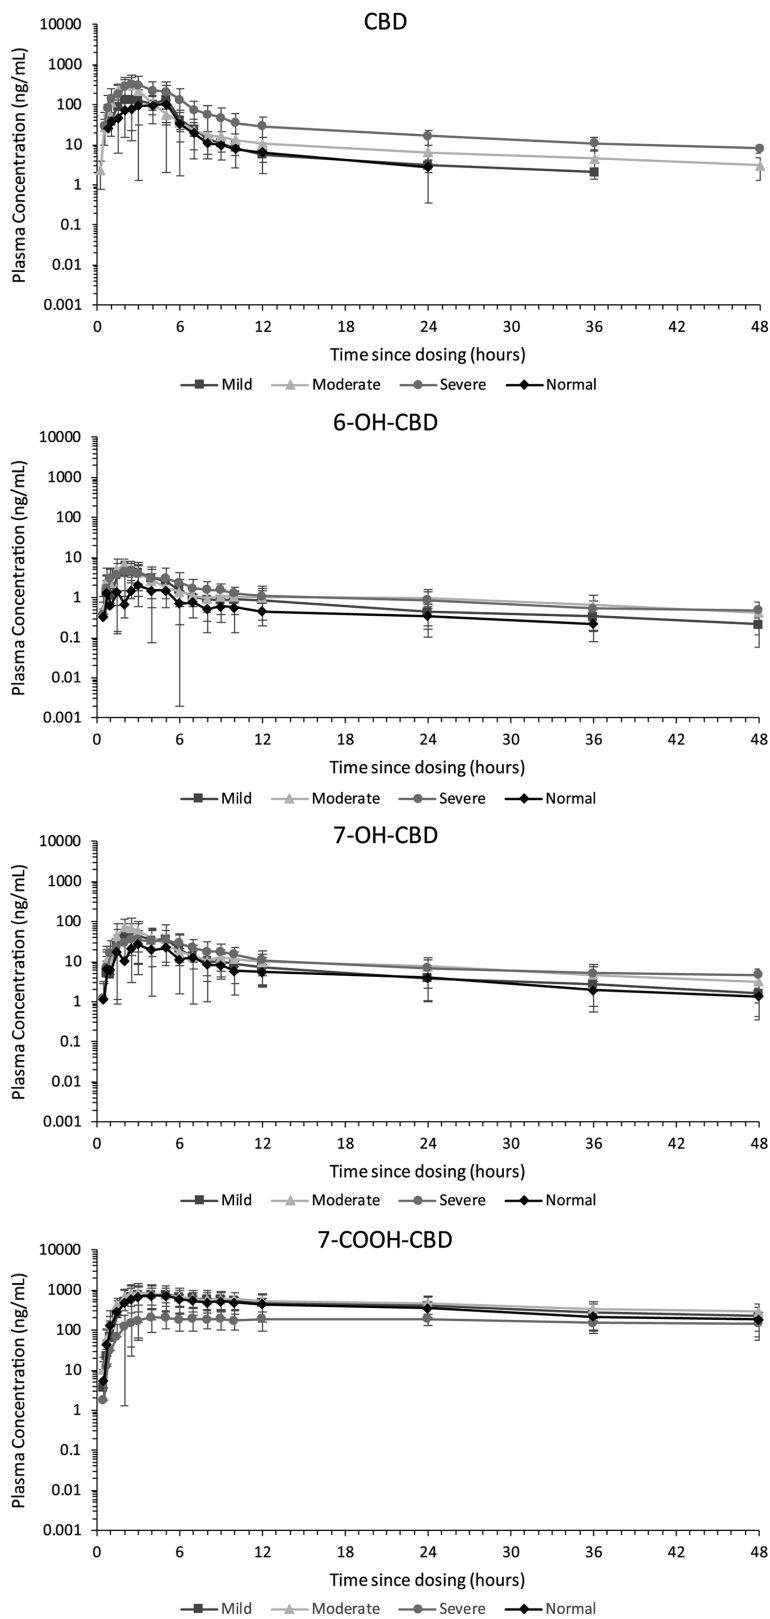 CBD
Plasma Concentration (ng/mL)
10000
1000
100
10
1
0.1
0.01
0.001
0 6 12 24 30 36 42 48
Time since dosing (hours)
Mild Moderate Severe Normal
6-OH-CBD
Plasma Concentration (ng/mL)
10000
1000
100
10
1
0.1
0.01
0.001
0 6 12 24 30 36 42 48
Time since dosing (hours)
Mild Moderate Severe Normal
7-OH-CBD
Plasma Concentration (ng/mL)
10000
1000
100
10
1
0.1
0.01
0.001
0 6 12 24 30 36 42 48
Time since dosing (hours)
Mild Moderate Severe Normal
7-COOH-CBD
Plasma Concentration (ng/mL)
10000
1000
100
10
1
0.1
0.01
0.001
0 6 12 24 30 36 42 48
Time since dosing (hours)
Mild Moderate Severe Normal